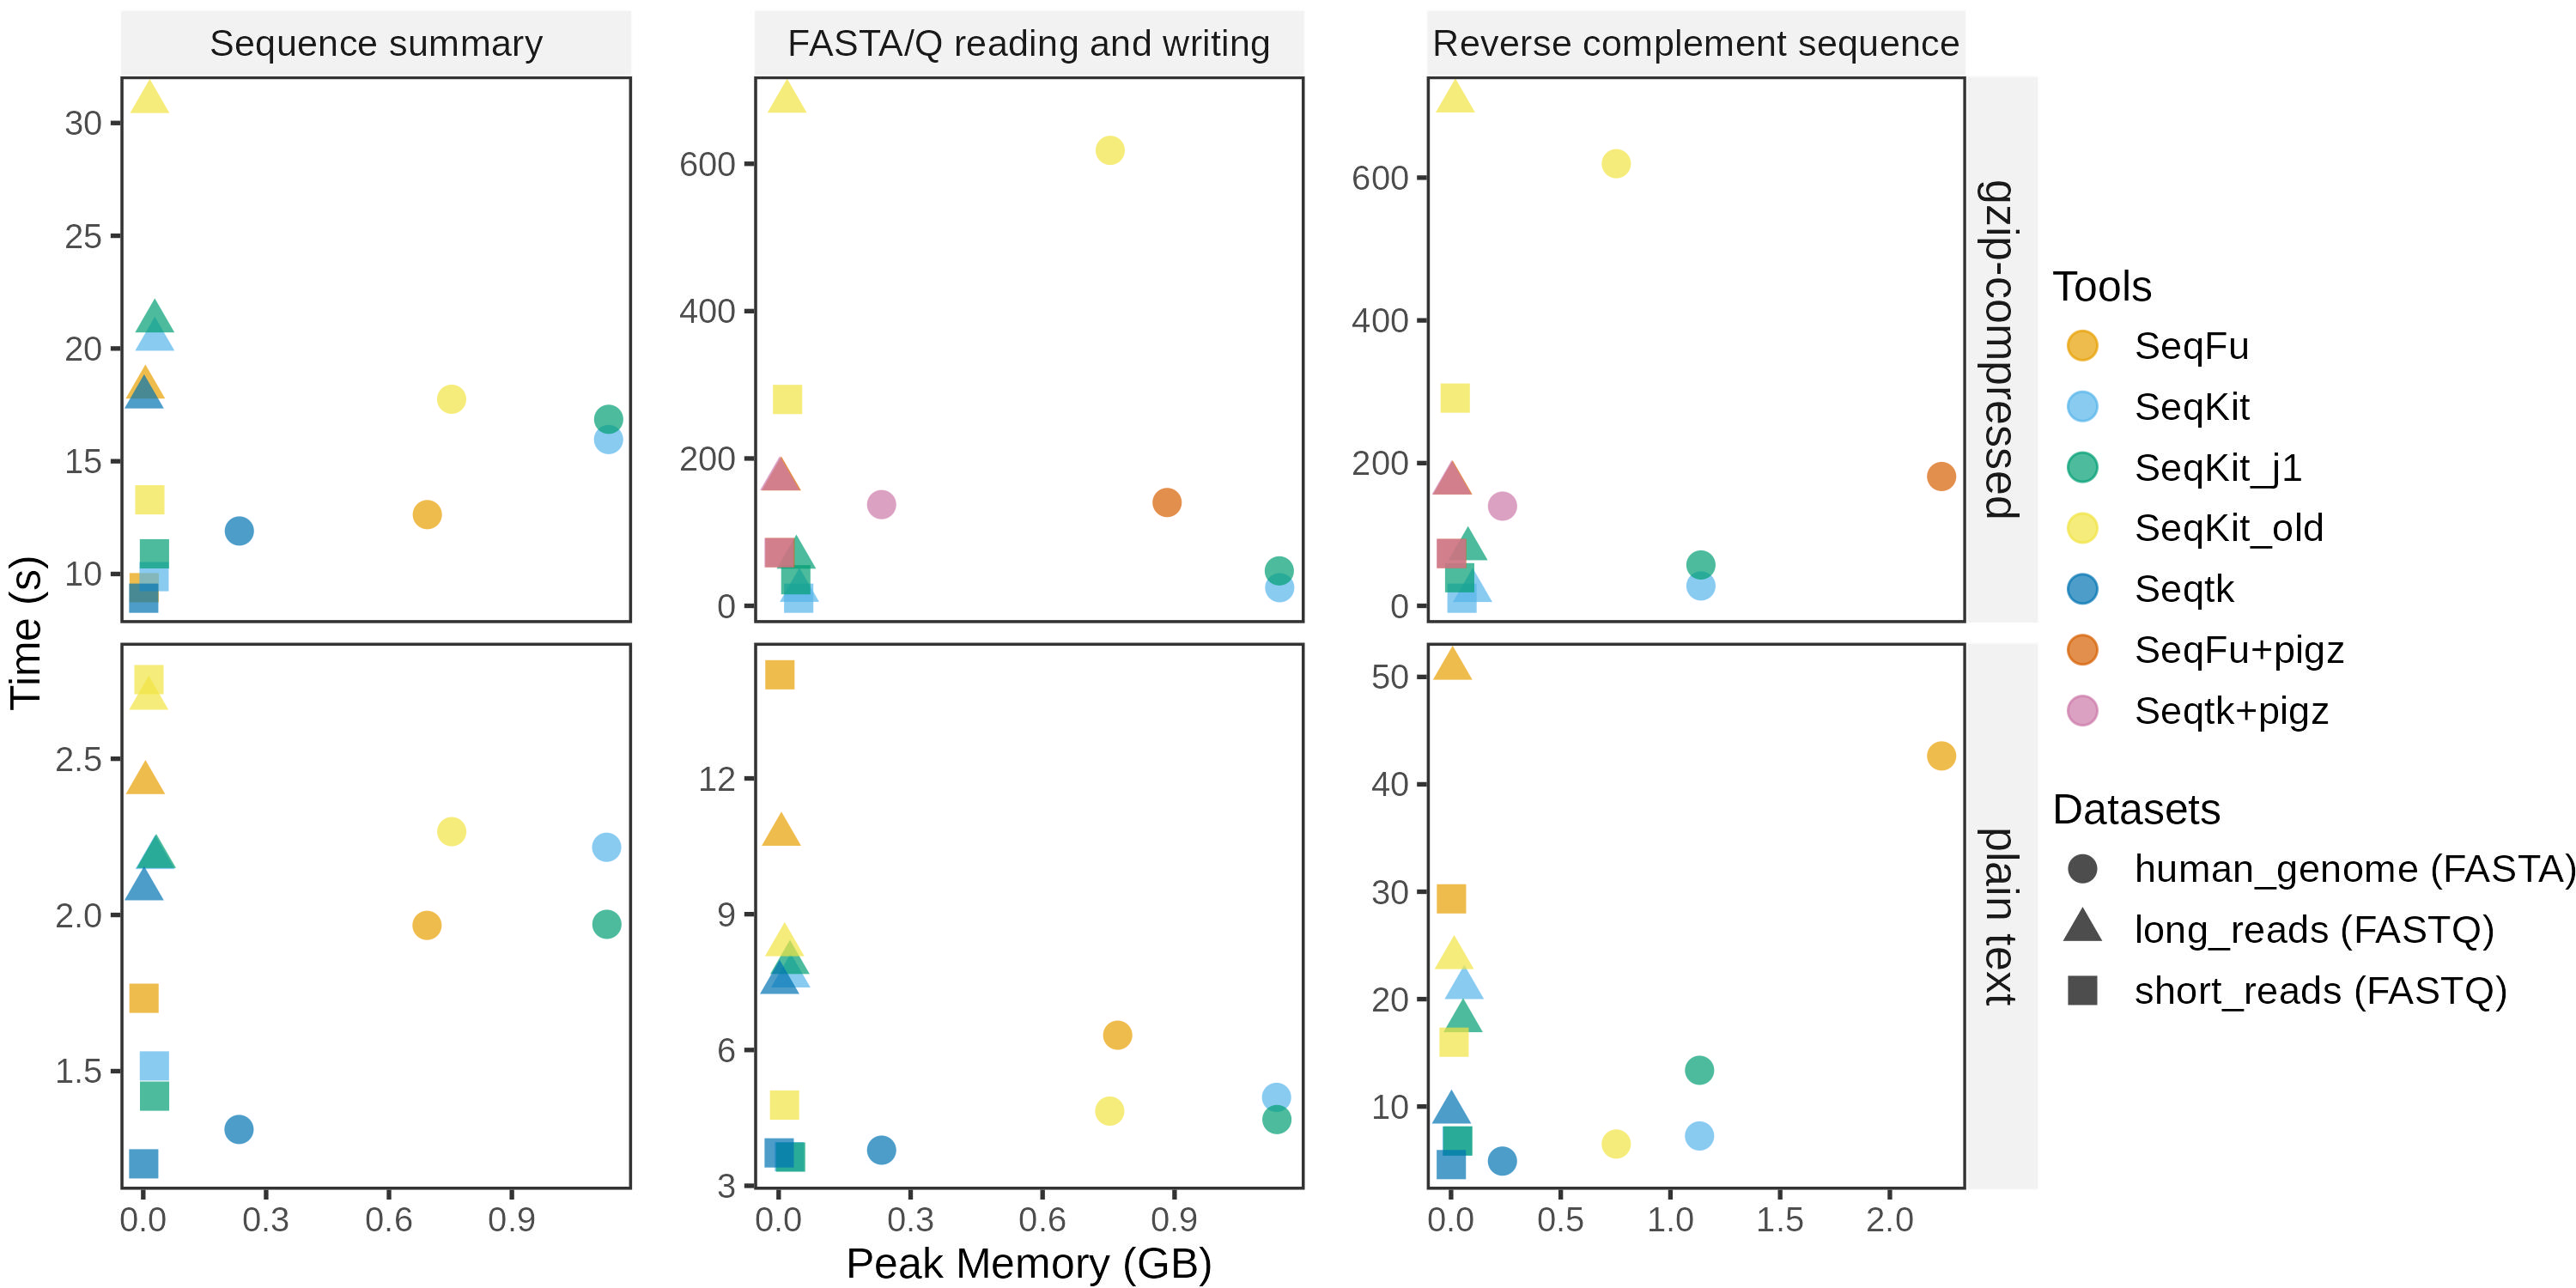 Sequence summary
FASTA/Q reading and writing
Reverse complement sequence
30
25
20
15
10
600
400
200
0
600
400
200
0
gzip-compressed
2.5
2.0
1.5
12
9
6
3
50
40
30
20
10
plain text
0.0 0.3 0.6 0.9
0.0 0.3 0.6 0.9
0.0 0.5 1.0 1.5 2.0
Time (s)
Peak Memory (GB)
Tools
SeqFu
SeqKit
SeqKit_j1
SeqKit_old
Seqtk
SeqFu+pigz
Seqtk+pigz
Datasets
human_genome (FASTA)
long_reads (FASTQ)
short_reads (FASTQ)